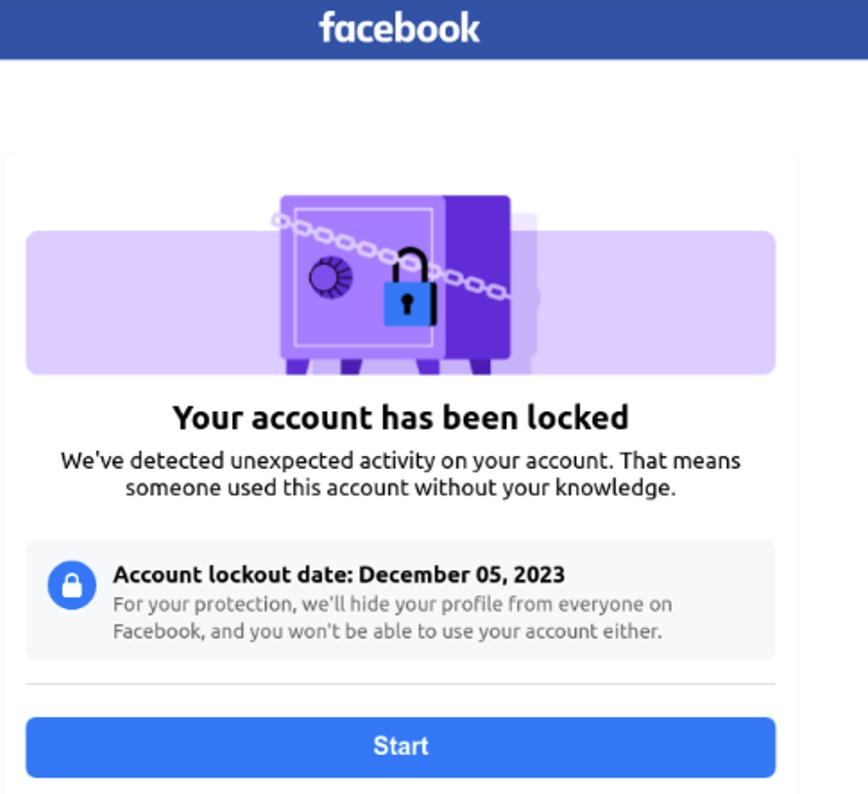 facebook
Your account has been locked
We've detected unexpected activity on your account. That means
someone used this account without your knowledge.
Account lockout date: December 05, 2023
For your protection, we'll hide your profile from everyone on
Facebook, and you won't be able to use your account either.
Start